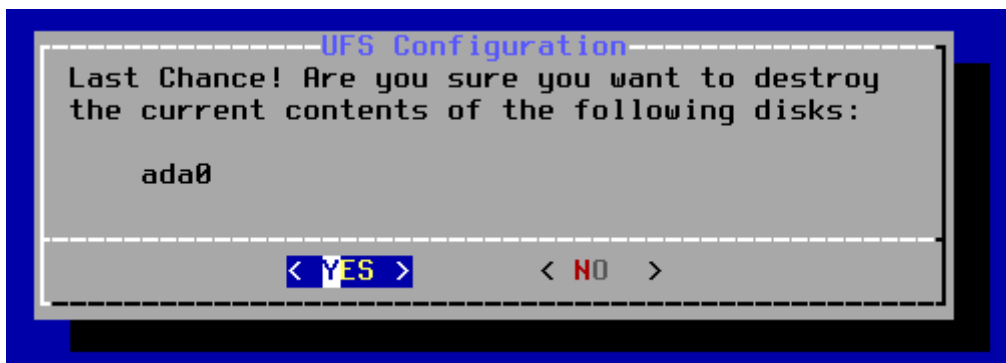 UFS Configuration
Last Chance! Are you sure you want to destroy
the current contents of the following disks:
ada0
< YES > < NO >